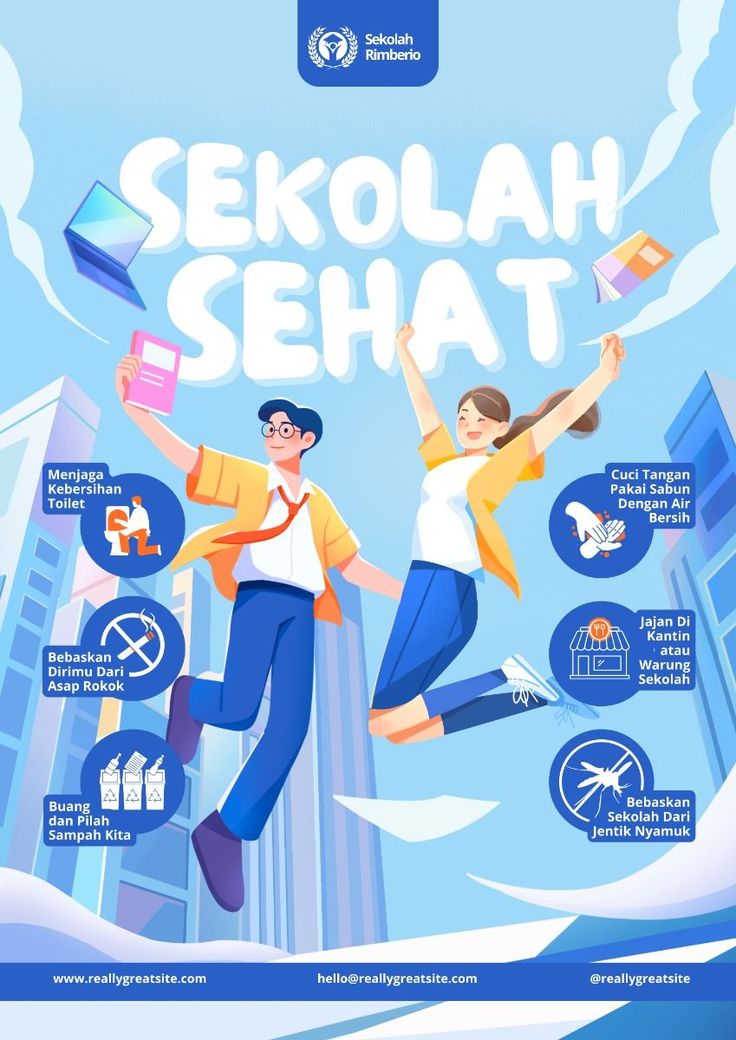 Sekolah
Rimberio
SEKOLAH
SEHAT
Menjaga
Kebersihan
Toilet
Cuci Tangan
Pakai Sabun
Dengan Air
Bersih
Bebaskan
Dirimu Dari
Asap Rokok
Jajan Di
Kantin
atau
Warung
Sekolah
Buang
dan Pilah
Sampah Kita
Bebaskan
Sekolah Dari
Jentik Nyamuk
www.reallygreatsite.com
hello@reallygreatsite.com
@reallygreatsite